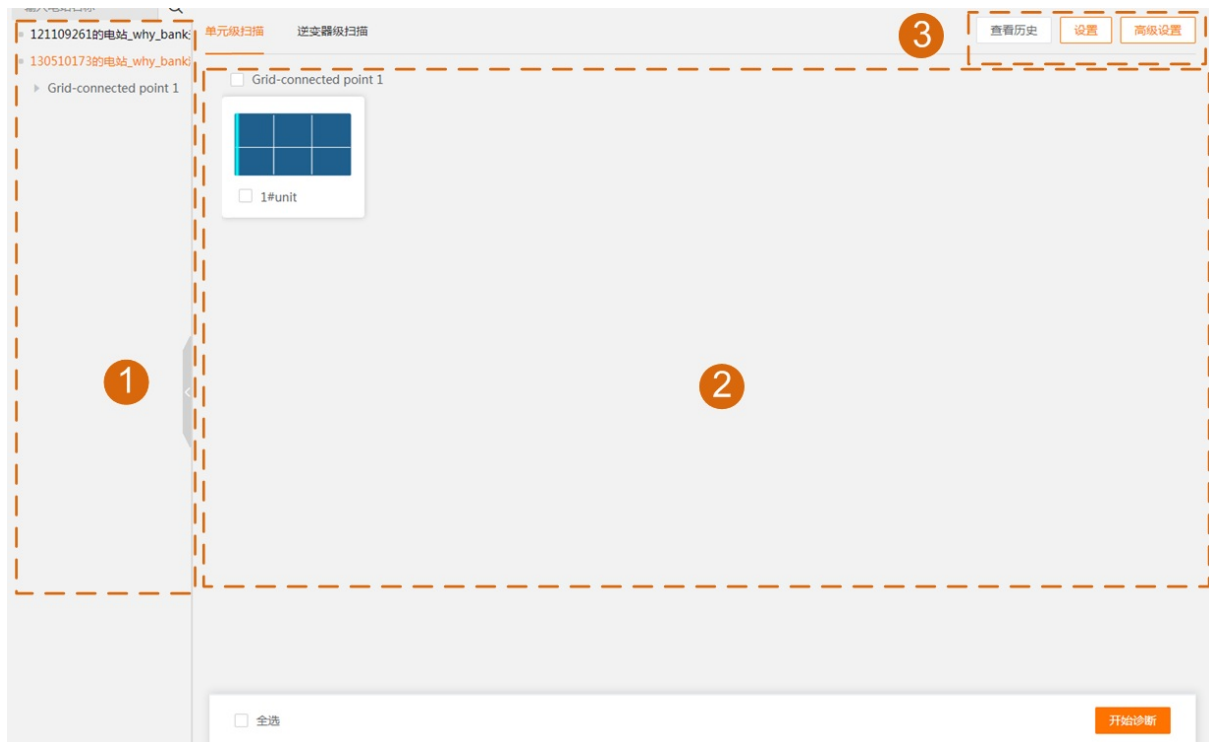 121109261的电站_why_bank
130510173的电站_why_bank
Grid-connected point 1
单元级扫描 逆变器级扫描
3
查看历史 设置 高级设置
Grid-connected point 1
1#unit
1
2
全选 开始诊断